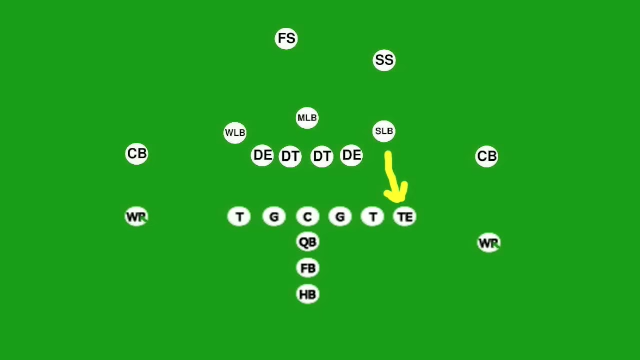 FS
SS
MLB
WLB SLB
CB DE DT DT DE CB
WR T G C G T TE
QB WR
FB
HB